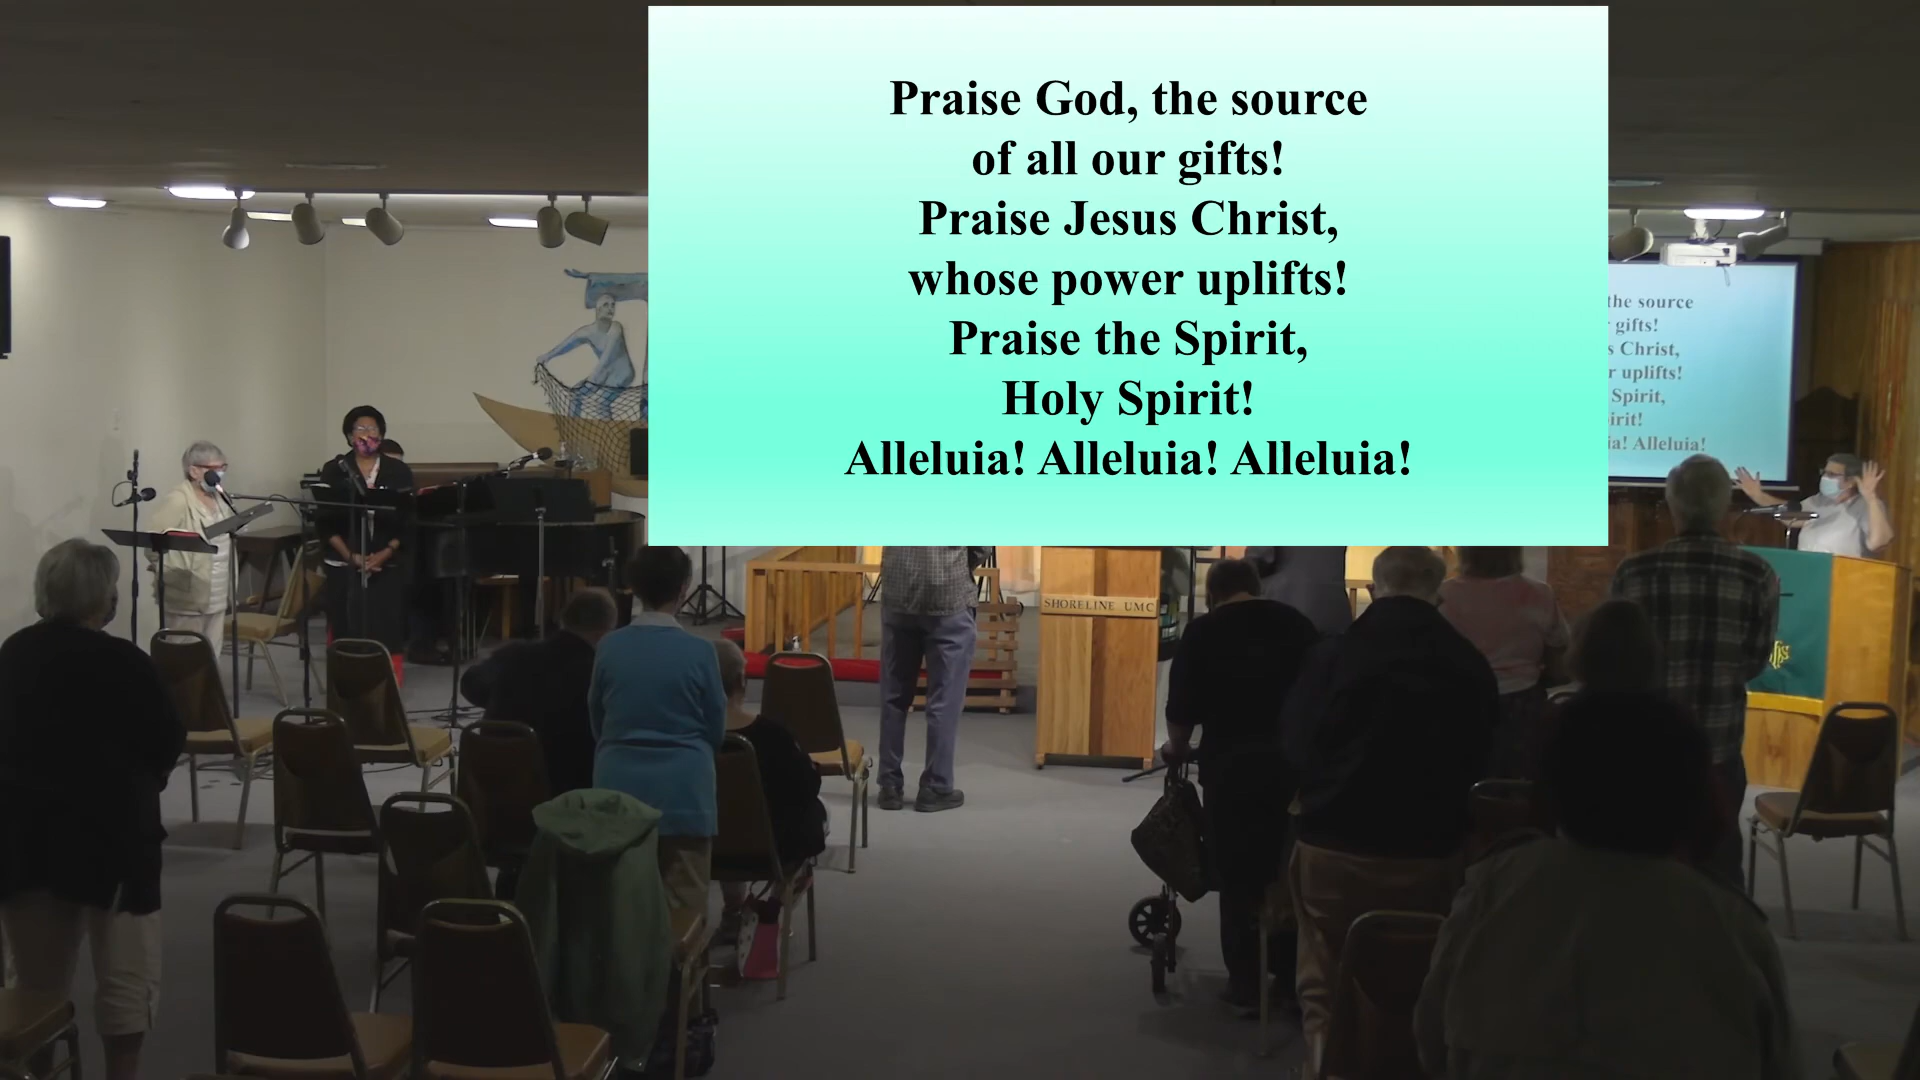 Praise God, the source
of all our gifts!
Praise Jesus Christ,
whose power uplifts!
Praise the Spirit,
Holy Spirit!
Alleluia! Alleluia! Alleluia!
the source
gifts!
Christ,
uplifts!
Spirit,
Alleluia!
SHORELINE UMC